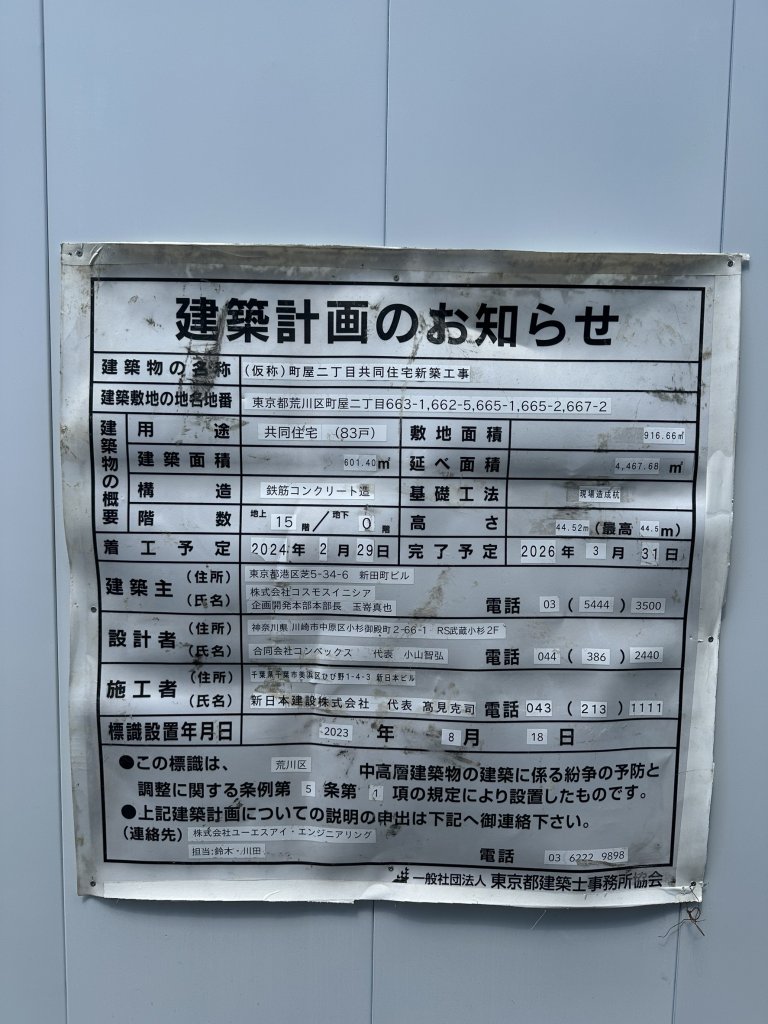 建築計画のお知らせ
建築物の名称 (仮称)町屋二丁目共同住宅新築工事
建築敷地の地名地番 東京都荒川区町屋二丁目663-1,662-5,665-1,665-2,667-2
建築物の概要
用途 共同住宅 (83戸) 敷地面積 916.66㎡
建築面積 601.40㎡ 延べ面積 4,467.68 ㎡
構造 鉄筋コンクリート造 基礎工法 現場造成杭
階数 地上 15 階/地下 0 階 高さ 44.52m(最高 44.5m)
着工予定 2024年 2月 29日 完了予定 2026年 3月 31日
建築主 (住所) 東京都港区芝5-34-6 新田町ビル
(氏名) 株式会社コスモスイニシア
企画開発本部本部長 玉嵜真也 電話 03 (5444) 3500
設計者 (住所) 神奈川県 川崎市中原区小杉御殿町2-66-1 RS武蔵小杉2F
(氏名) 合同会社コンベックス 代表 小山智弘 電話 044 (386) 2440
施工者 (住所) 千葉県千葉市美浜区ひび野1-4-3 新日本ビル
(氏名) 新日本建設株式会社 代表 髙見克司 電話 043 (213) 1111
標識設置年月日 2023 年 8月 18日
●この標識は、 荒川区 中高層建築物の建築に係る紛争の予防と
調整に関する条例第 5 条第 1 項の規定により設置したものです。
●上記建築計画についての説明の申出は下記へ御連絡下さい。
(連絡先) 株式会社ユーエスアイ・エンジニアリング
担当:鈴木・川田 電話 03 6222 9898
一般社団法人 東京都建築士事務所協会